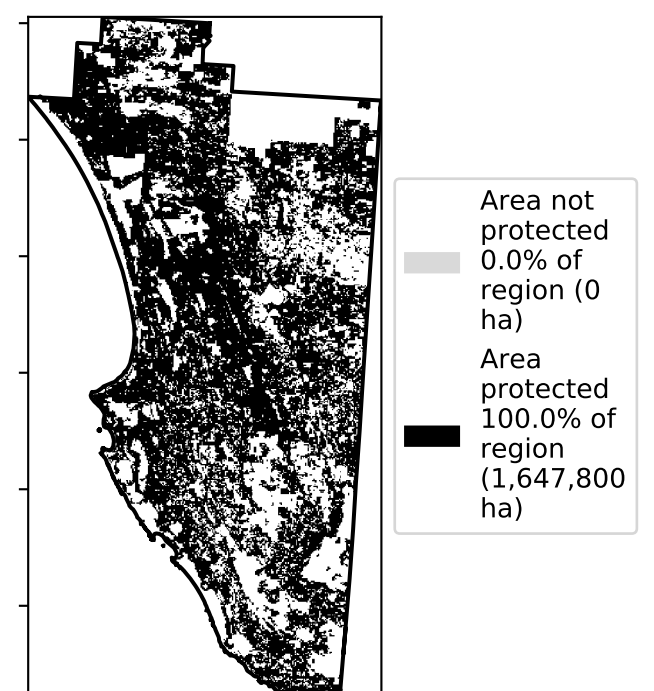 Area not
protected
0.0% of
region (0
ha)
Area
protected
100.0% of
region
(1,647,800
ha)